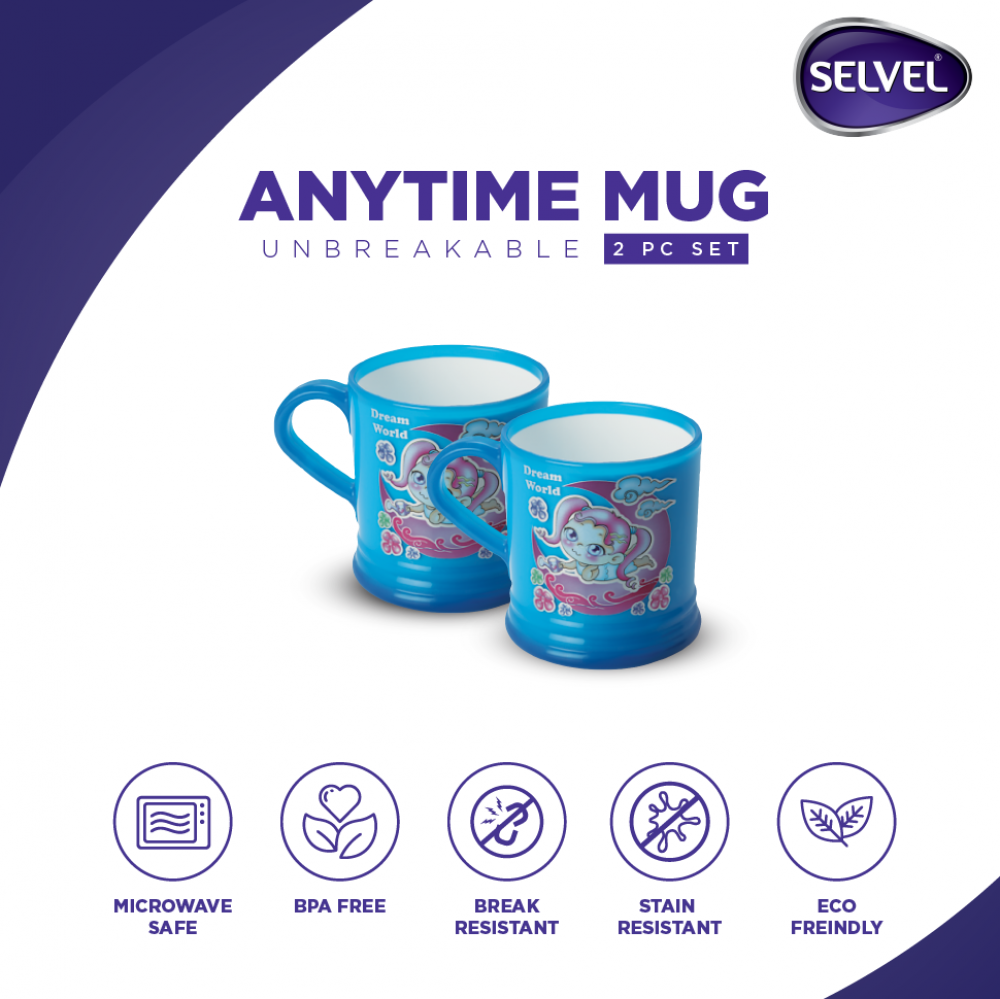 SELVEL®
ANYTIME MUG
UNBREAKABLE 2 PC SET
Dream
World
Dream
World
MICROWAVE
SAFE
BPA FREE
BREAK
RESISTANT
STAIN
RESISTANT
ECO
FREINDLY